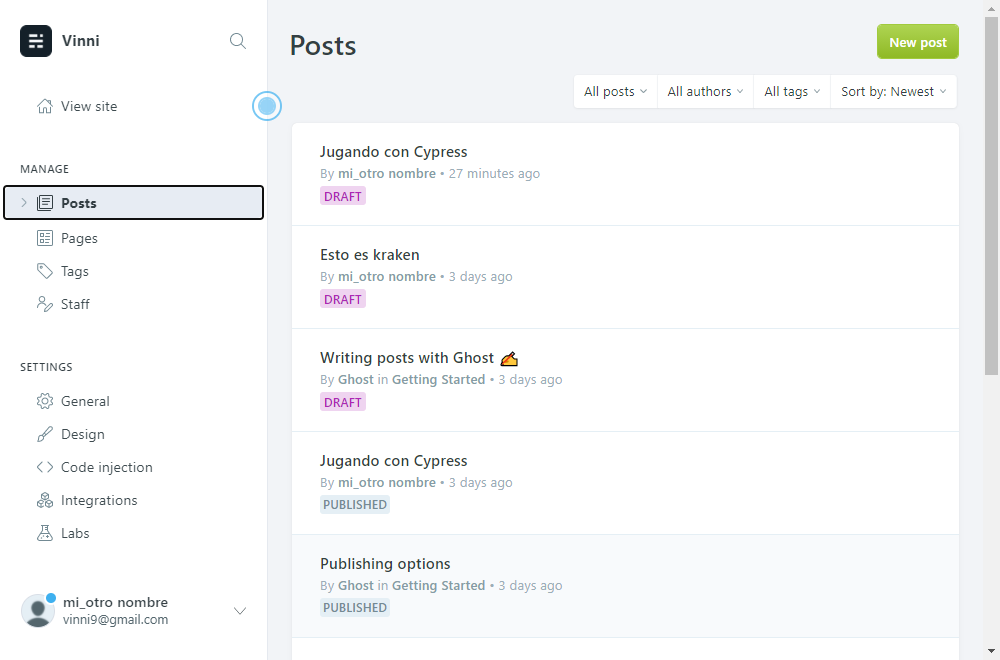 Vinni
View site
MANAGE
Posts
Pages
Tags
Staff
SETTINGS
General
Design
Code injection
Integrations
Labs
mi_otro nombre
vinni9@gmail.com
Posts
New post
All posts
All authors
All tags
Sort by: Newest
Jugando con Cypress
By mi_otro nombre • 27 minutes ago
DRAFT
Esto es kraken
By mi_otro nombre • 3 days ago
DRAFT
Writing posts with Ghost ✍️
By Ghost in Getting Started • 3 days ago
DRAFT
Jugando con Cypress
By mi_otro nombre • 3 days ago
PUBLISHED
Publishing options
By Ghost in Getting Started • 3 days ago
PUBLISHED